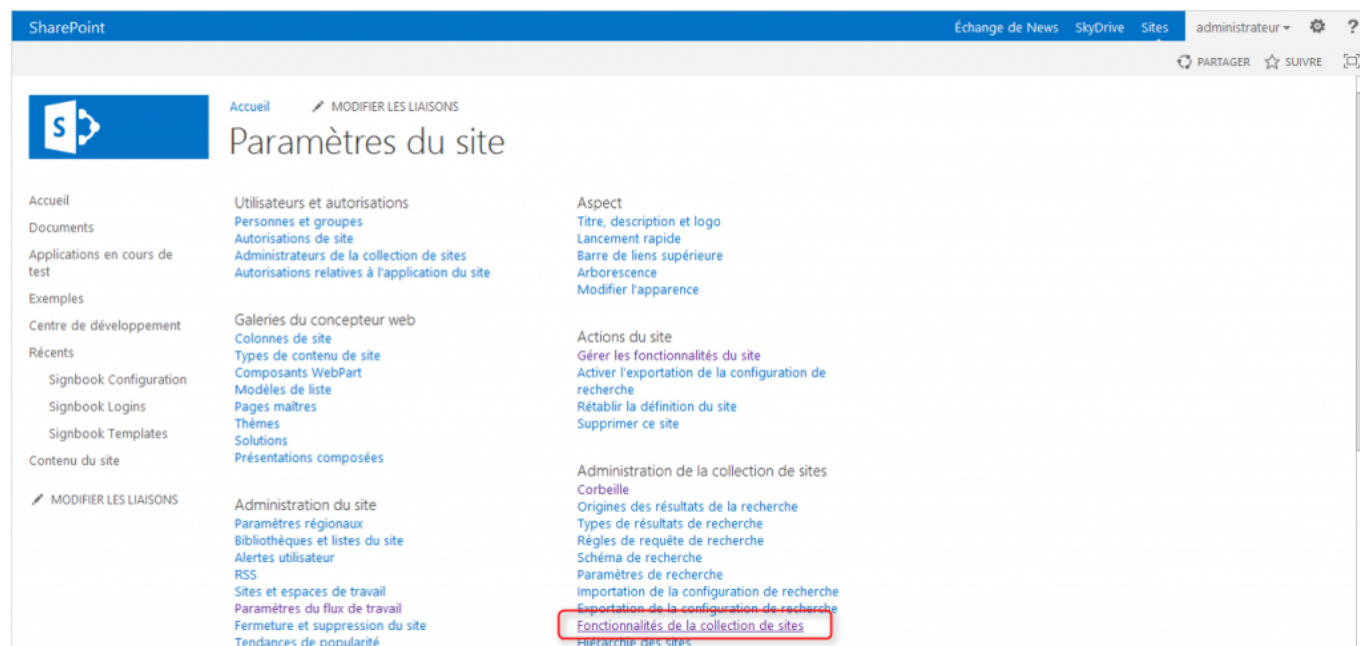 SharePoint
Échange de News SkyDrive Sites administrateur ?
PARTAGER SUIVRE
S
Accueil MODIFIER LES LIAISONS
Paramètres du site
Accueil
Documents
Applications en cours de
test
Exemples
Centre de développement
Récents
Signbook Configuration
Signbook Logins
Signbook Templates
Contenu du site
MODIFIER LES LIAISONS
Utilisateurs et autorisations
Personnes et groupes
Autorisations de site
Administrateurs de la collection de sites
Autorisations relatives à l'application du site
Galeries du concepteur web
Colonnes de site
Types de contenu de site
Composants WebPart
Modèles de liste
Pages maîtres
Thèmes
Solutions
Présentations composées
Administration du site
Paramètres régionaux
Bibliothèques et listes du site
Alertes utilisateur
RSS
Sites et espaces de travail
Paramètres du flux de travail
Fermeture et suppression du site
Tendances de popularité
Aspect
Titre, description et logo
Lancement rapide
Barre de liens supérieure
Arborescence
Modifier l'apparence
Actions du site
Gérer les fonctionnalités du site
Activer l'exportation de la configuration de
recherche
Rétablir la définition du site
Supprimer ce site
Administration de la collection de sites
Corbeille
Origines des résultats de la recherche
Types de résultats de recherche
Règles de requête de recherche
Schéma de recherche
Paramètres de recherche
Importation de la configuration de recherche
Exportation de la configuration de recherche
Fonctionnalités de la collection de sites
Hiérarchie des sites